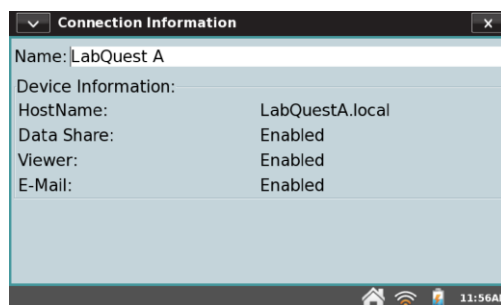 Connection Information
Name: LabQuest A
Device Information:
HostName: LabQuestA.local
Data Share: Enabled
Viewer: Enabled
E-Mail: Enabled